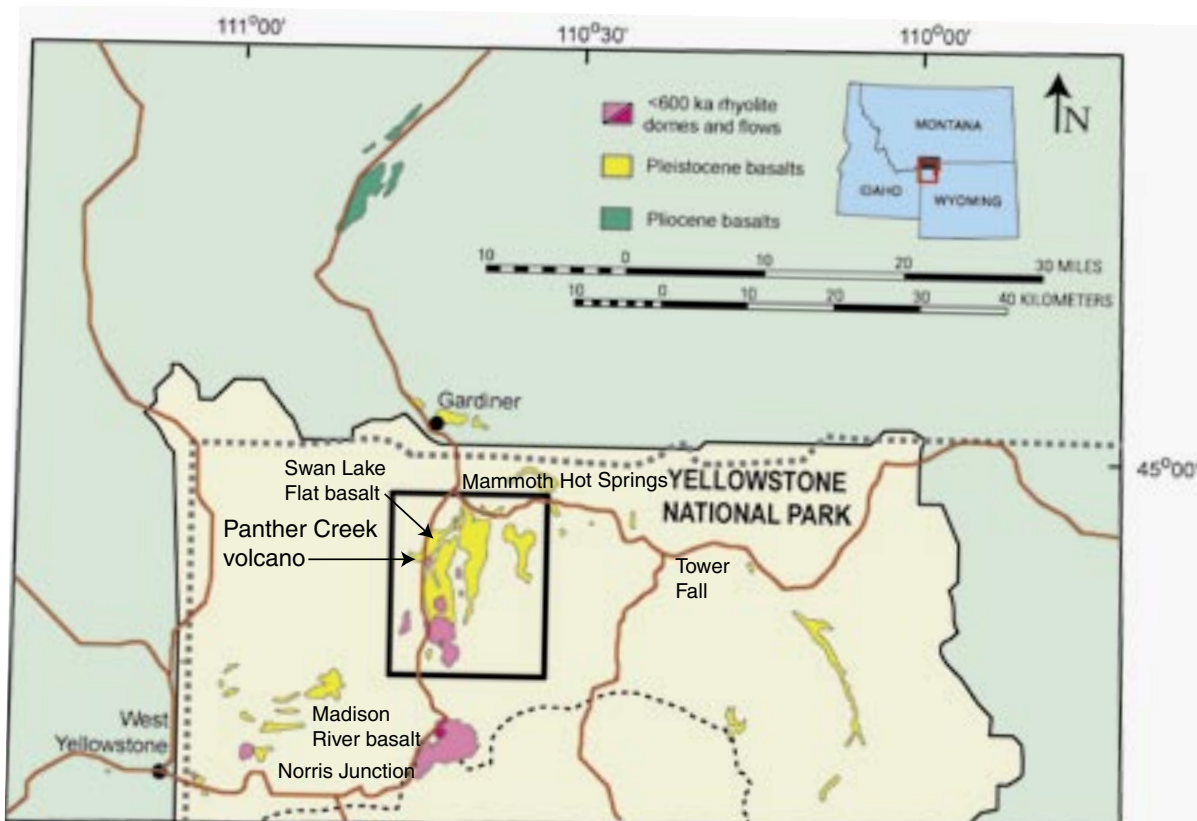 111°00'
110°30'
110°00'
<600 ka rhyolite
domes and flows
Pleistocene basalts
Pliocene basalts
N
MONTANA
IDAHO
WYOMING
10 0 10 20 30 MILES
10 0 10 20 30 40 KILOMETERS
Gardiner
45°00'
Swan Lake
Flat basalt
Mammoth Hot Springs
YELLOWSTONE
NATIONAL PARK
Panther Creek
volcano
Tower
Fall
Madison
River basalt
West
Yellowstone
Norris Junction